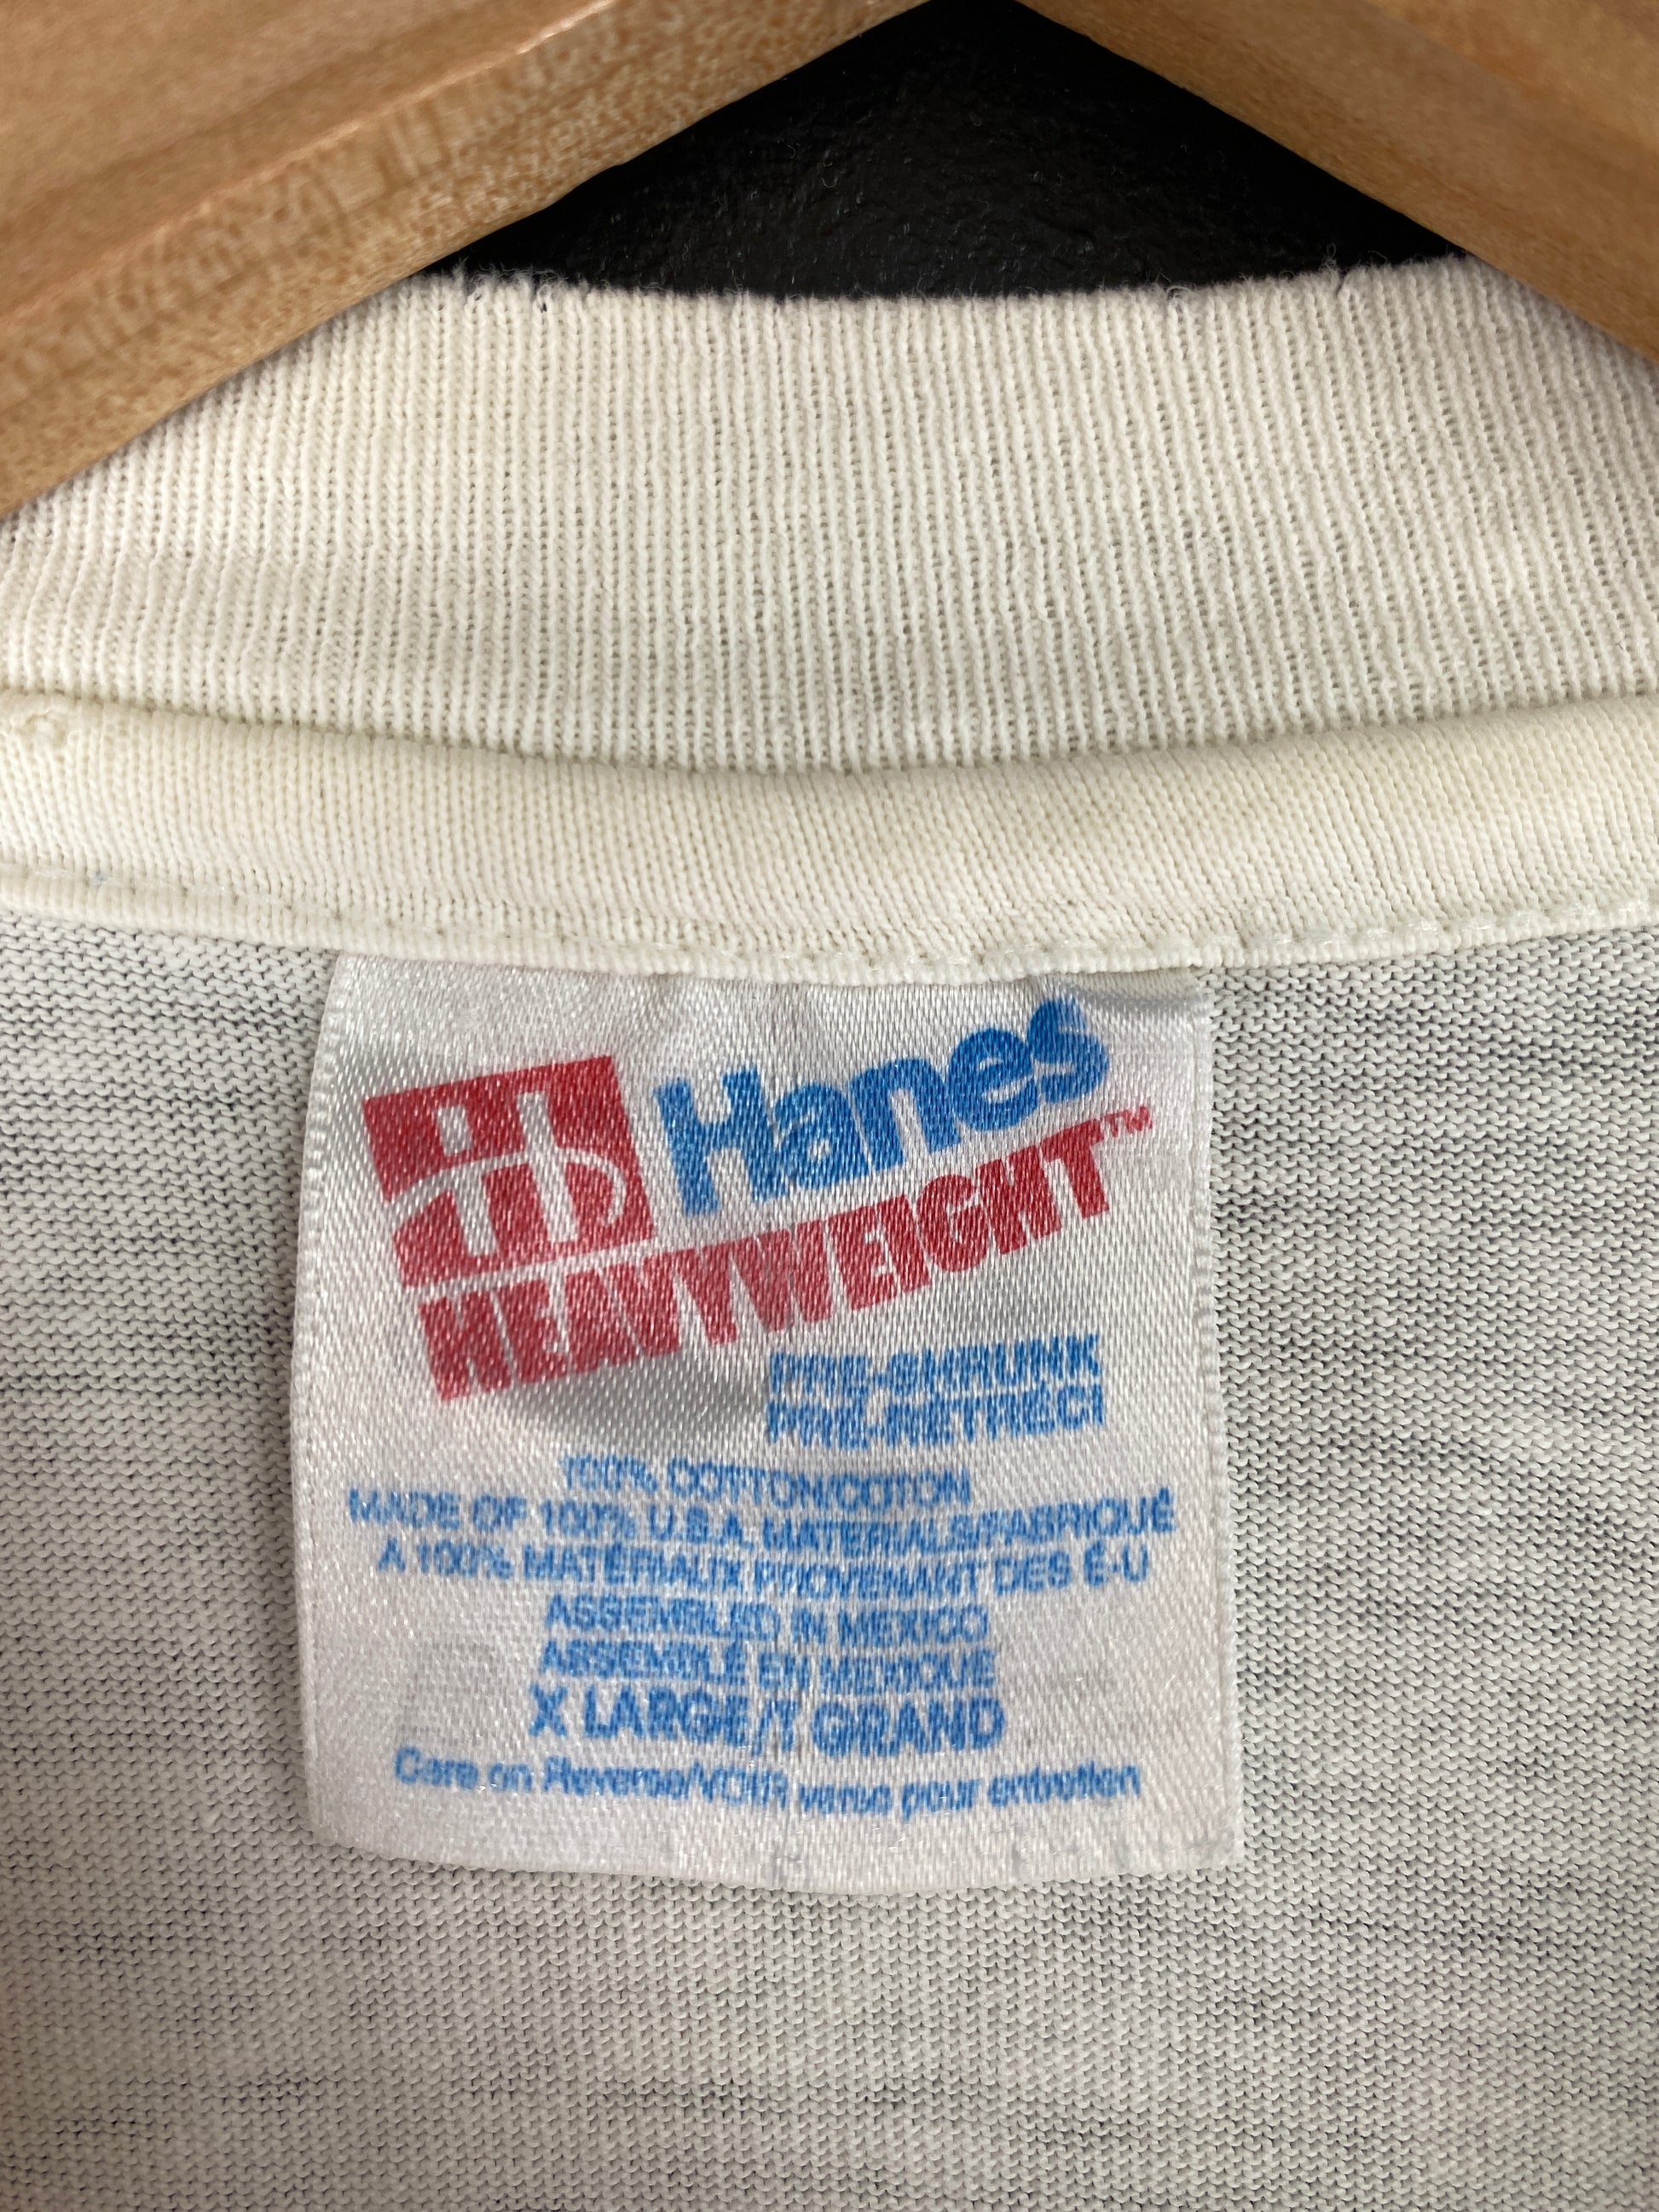 Hanes
HEAVYWEIGHT™
PRE-SHRUNK
PRÉ-RÉTRÉCI
100% COTTON/COTON
MADE OF 100% U.S.A. MATERIALS/FABRIQUÉ
A 100% MATÉRIAUX PROVENANT DES É-U
ASSEMBLED IN MEXICO
ASSEMBLÉ EN MEXIQUE
X LARGE/T GRAND
Care on Reverse/VOIR verso pour entretien